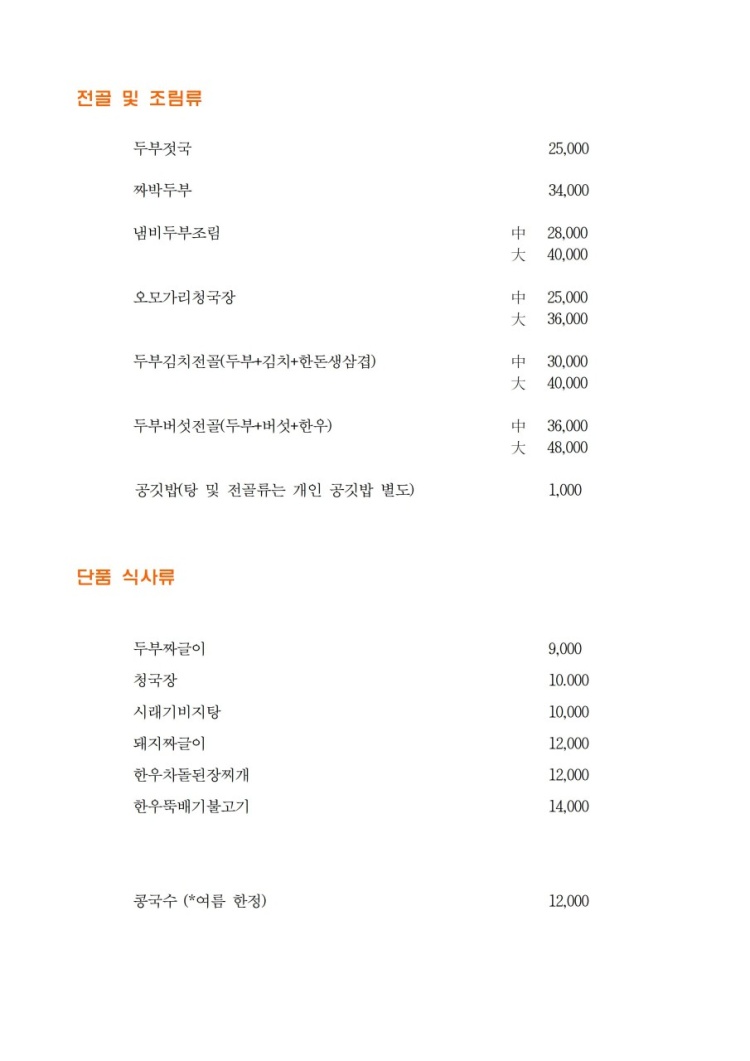 전골 및 조림류
두부젓국 25,000
짜박두부 34,000
냄비두부조림 中 28,000
大 40,000
오모가리청국장 中 25,000
大 36,000
두부김치전골(두부+김치+한돈생삼겹) 中 30,000
大 40,000
두부버섯전골(두부+버섯+한우) 中 36,000
大 48,000
공깃밥(탕 및 전골류는 개인 공깃밥 별도) 1,000
단품 식사류
두부짜글이 9,000
청국장 10.000
시래기비지탕 10,000
돼지짜글이 12,000
한우차돌된장찌개 12,000
한우뚝배기불고기 14,000
콩국수 (*여름 한정) 12,000